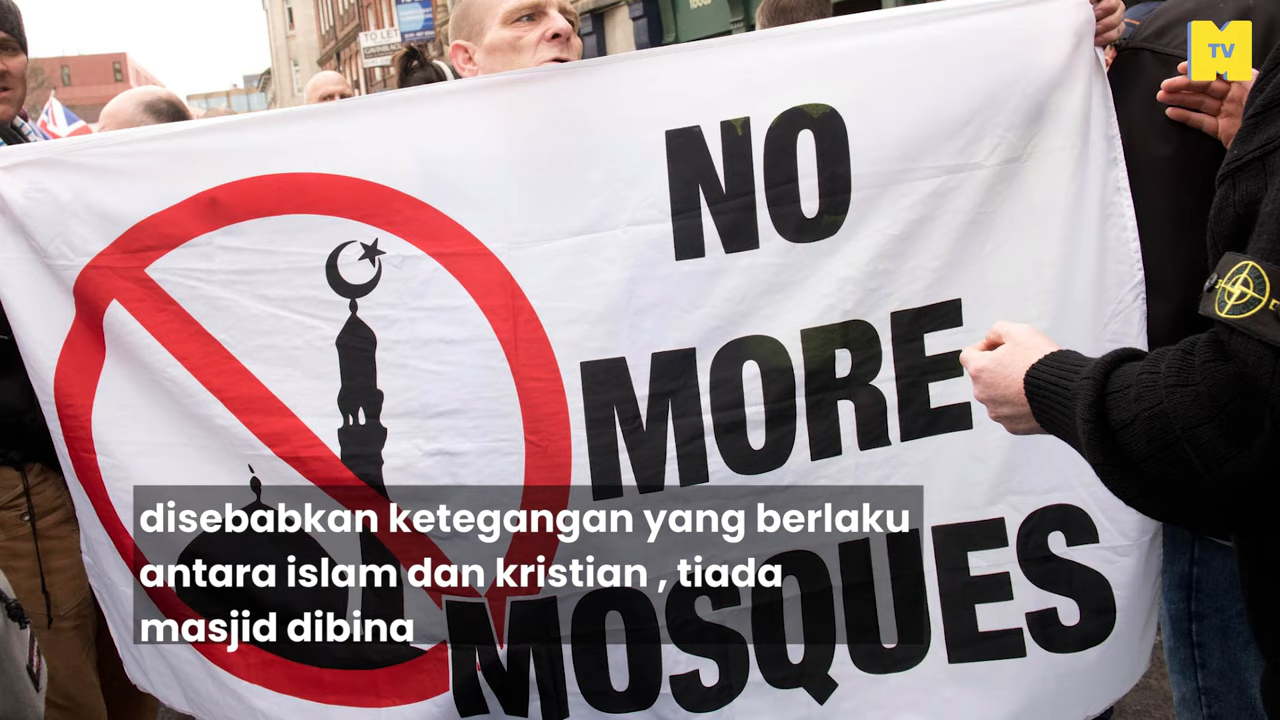 TO LET
TV
NO
MORE
MOSQUES
disebabkan ketegangan yang berlaku
antara islam dan kristian , tiada
masjid dibina